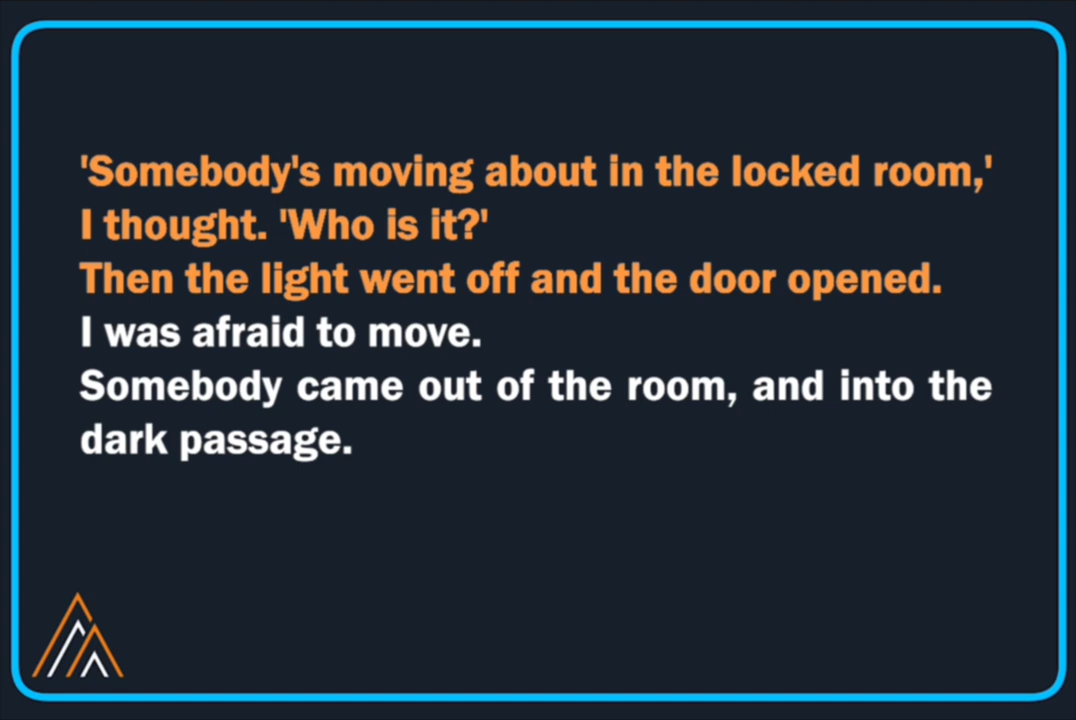 'Somebody's moving about in the locked room,'
I thought. 'Who is it?'
Then the light went off and the door opened.
I was afraid to move.
Somebody came out of the room, and into the
dark passage.